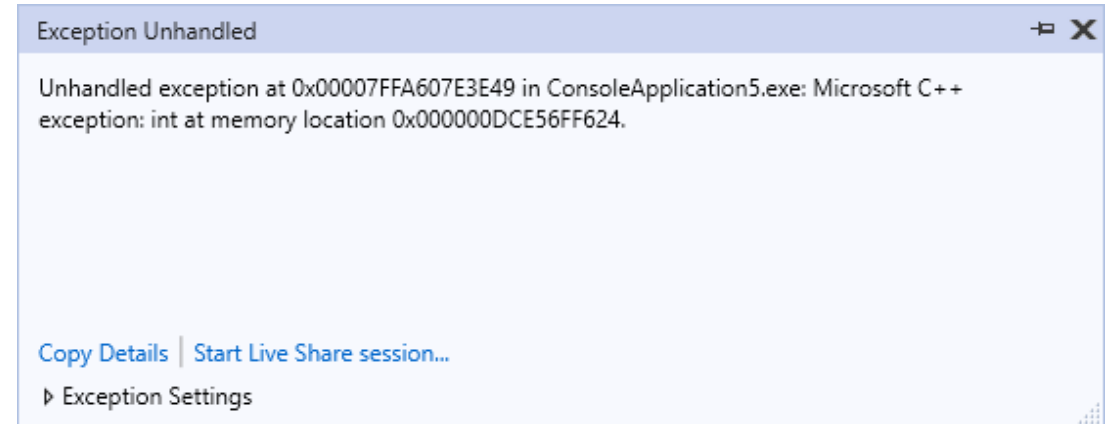 Exception Unhandled
Unhandled exception at 0x00007FFA607E3E49 in ConsoleApplication5.exe: Microsoft C++
exception: int at memory location 0x000000DCE56FF624.
Copy Details | Start Live Share session...
Exception Settings